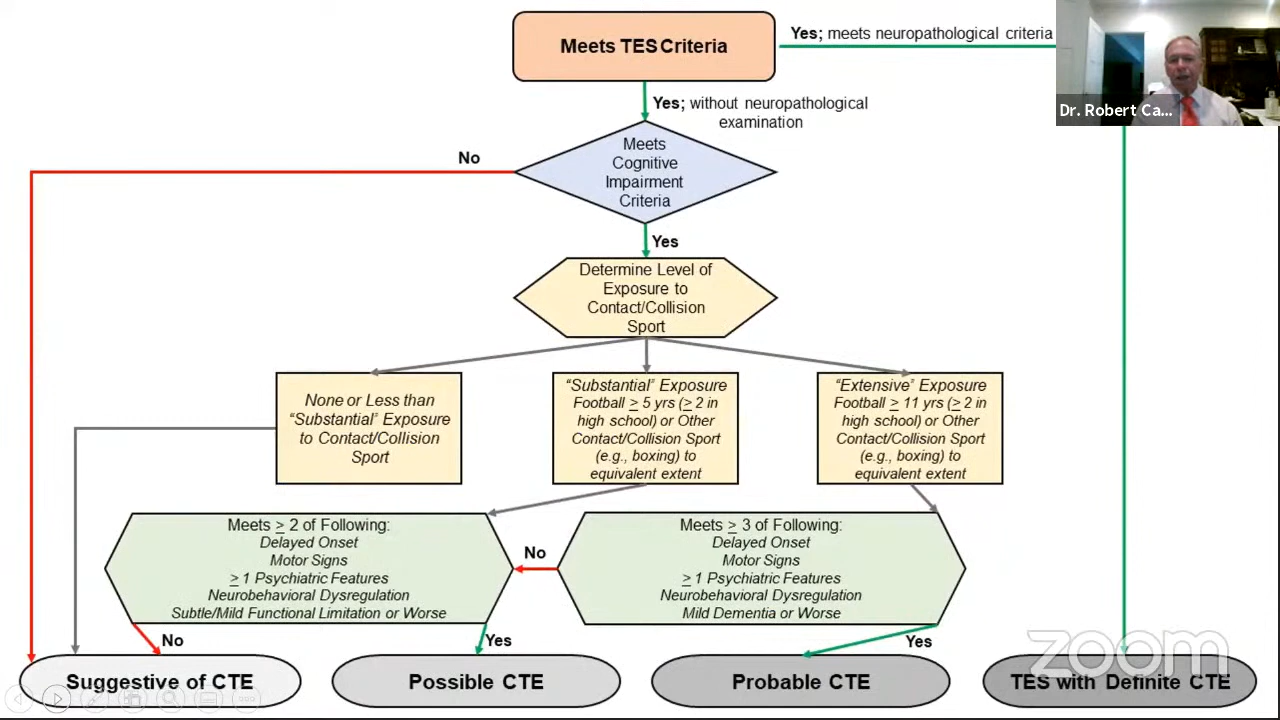 Meets TES Criteria
Yes; meets neuropathological criteria
Dr. Robert Ca...
Yes; without neuropathological
examination
Meets
Cognitive
Impairment
Criteria
No
Yes
Determine Level of
Exposure to
Contact/Collision
Sport
None or Less than
“Substantial” Exposure
to Contact/Collision
Sport
“Substantial” Exposure
Football ≥ 5 yrs (≥ 2 in
high school) or Other
Contact/Collision Sport
(e.g., boxing) to
equivalent extent
“Extensive” Exposure
Football ≥ 11 yrs (≥ 2 in
high school) or Other
Contact/Collision Sport
(e.g., boxing) to
equivalent extent
Meets ≥ 2 of Following:
Delayed Onset
Motor Signs
≥ 1 Psychiatric Features
Neurobehavioral Dysregulation
Subtle/Mild Functional Limitation or Worse
No
Meets ≥ 3 of Following:
Delayed Onset
Motor Signs
≥ 1 Psychiatric Features
Neurobehavioral Dysregulation
Mild Dementia or Worse
No
Yes
Yes
zoom
Suggestive of CTE
Possible CTE
Probable CTE
TES with Definite CTE